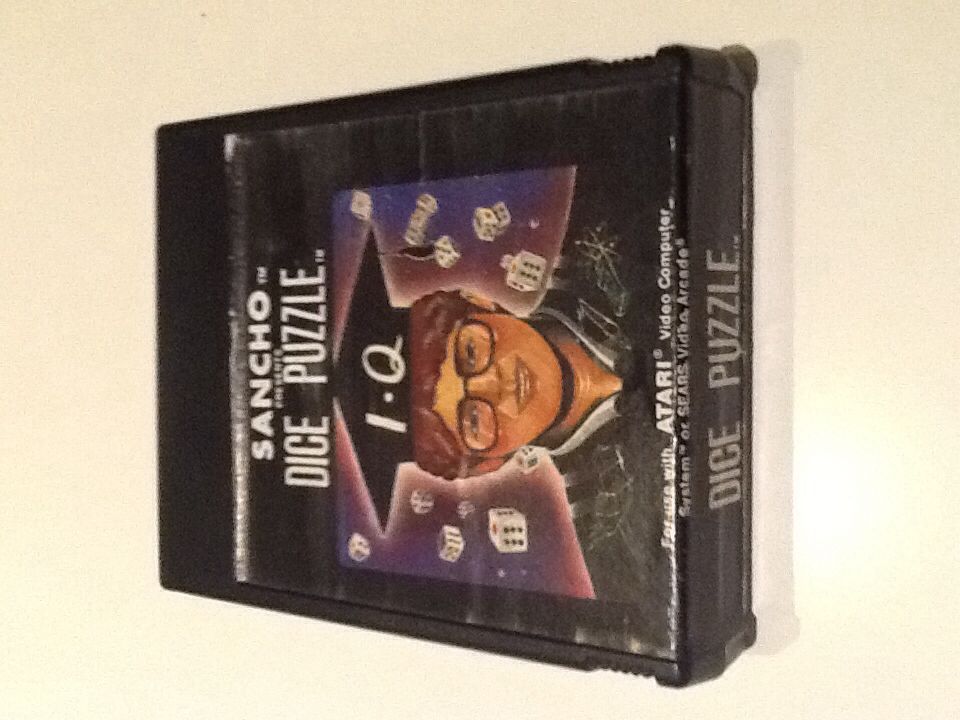 SANCHO™
PRESENTS
DICE PUZZLE™
I·Q
For use with ATARI® Video Computer
System™ or SEARS Video Arcade®
DICE PUZZLE™